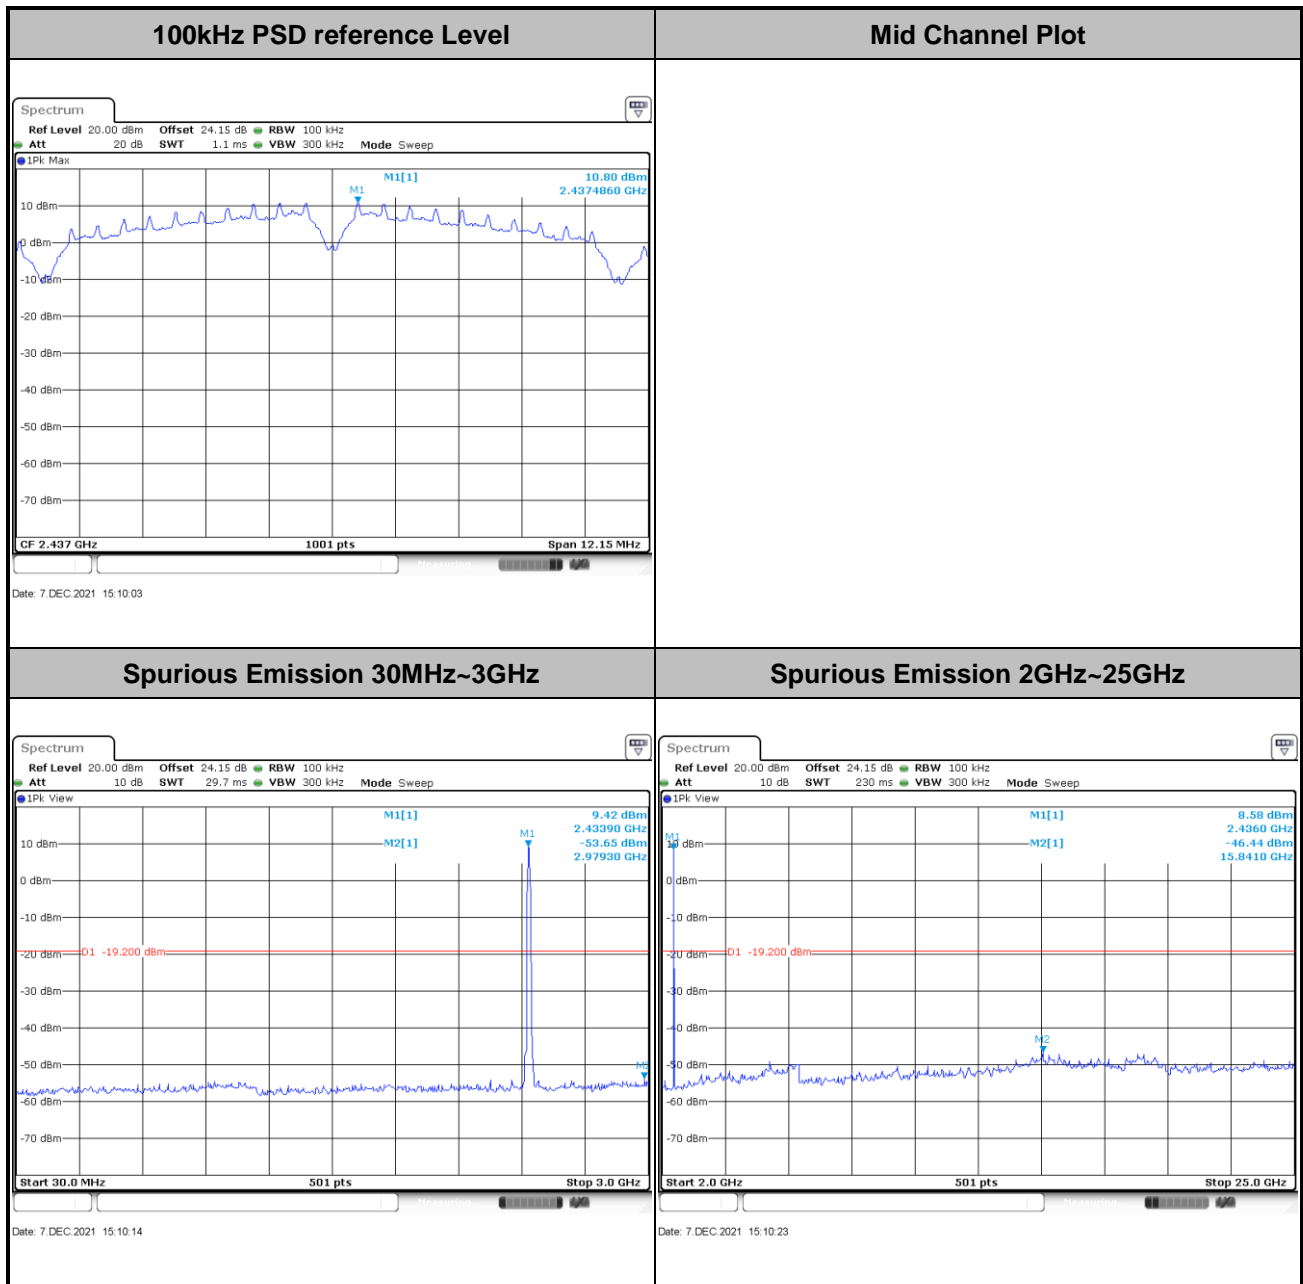 100kHz PSD reference Level
Mid Channel Plot
Spectrum
Ref Level 20.00 dBm Offset 24.15 dB RBW 100 kHz
Att 20 dB SWT 1.1 ms VBW 300 kHz Mode Sweep
1Pk Max
M1[1] 10.80 dBm
2.4374860 GHz
M1
10 dBm
0 dBm
-10 dBm
-20 dBm
-30 dBm
-40 dBm
-50 dBm
-60 dBm
-70 dBm
CF 2.437 GHz 1001 pts Span 12.15 MHz
Measuring
Date: 7.DEC.2021 15:10:03
Spurious Emission 30MHz~3GHz
Spurious Emission 2GHz~25GHz
Spectrum
Ref Level 20.00 dBm Offset 24.15 dB RBW 100 kHz
Att 10 dB SWT 29.7 ms VBW 300 kHz Mode Sweep
1Pk View
M1[1] 9.42 dBm
2.43390 GHz
M2[1] -53.65 dBm
2.97930 GHz
M1
10 dBm
0 dBm
-10 dBm
-20 dBm
D1 -19.200 dBm
-30 dBm
-40 dBm
-50 dBm
M2
-60 dBm
-70 dBm
Start 30.0 MHz 501 pts Stop 3.0 GHz
Date: 7.DEC.2021 15:10:14
Spectrum
Ref Level 20.00 dBm Offset 24.15 dB RBW 100 kHz
Att 10 dB SWT 230 ms VBW 300 kHz Mode Sweep
1Pk View
M1[1] 8.58 dBm
2.4360 GHz
M2[1] -46.44 dBm
15.8410 GHz
M1
10 dBm
0 dBm
-10 dBm
-20 dBm
D1 -19.200 dBm
-30 dBm
-40 dBm
M2
-50 dBm
-60 dBm
-70 dBm
Start 2.0 GHz 501 pts Stop 25.0 GHz
Date: 7.DEC.2021 15:10:23